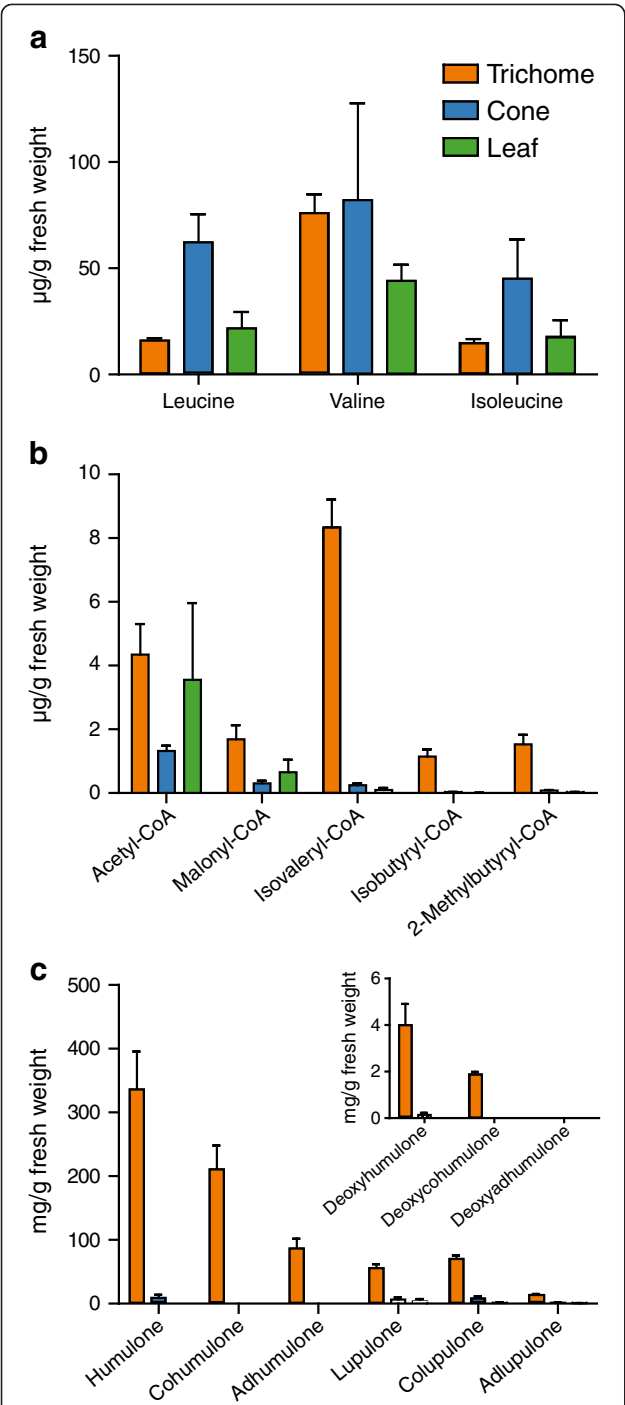 a
150
100
50
0
µg/g fresh weight
Trichome
Cone
Leaf
Leucine Valine Isoleucine
b
10
8
6
4
2
0
µg/g fresh weight
Acetyl-CoA
Malonyl-CoA
Isovaleryl-CoA
Isobutyryl-CoA
2-Methylbutyryl-CoA
c
500
400
300
200
100
0
mg/g fresh weight
6
4
2
0
mg/g fresh weight
Deoxyhumulone
Deoxycohumulone
Deoxyadhumulone
Humulone
Cohumulone
Adhumulone
Lupulone
Colupulone
Adlupulone